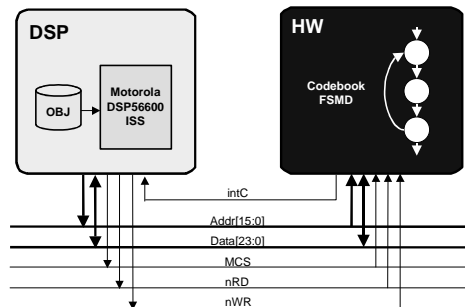 DSP
HW
OBJ
Motorola
DSP56600
ISS
Codebook
FSMD
intC
Addr[15:0]
Data[23:0]
MCS
nRD
nWR